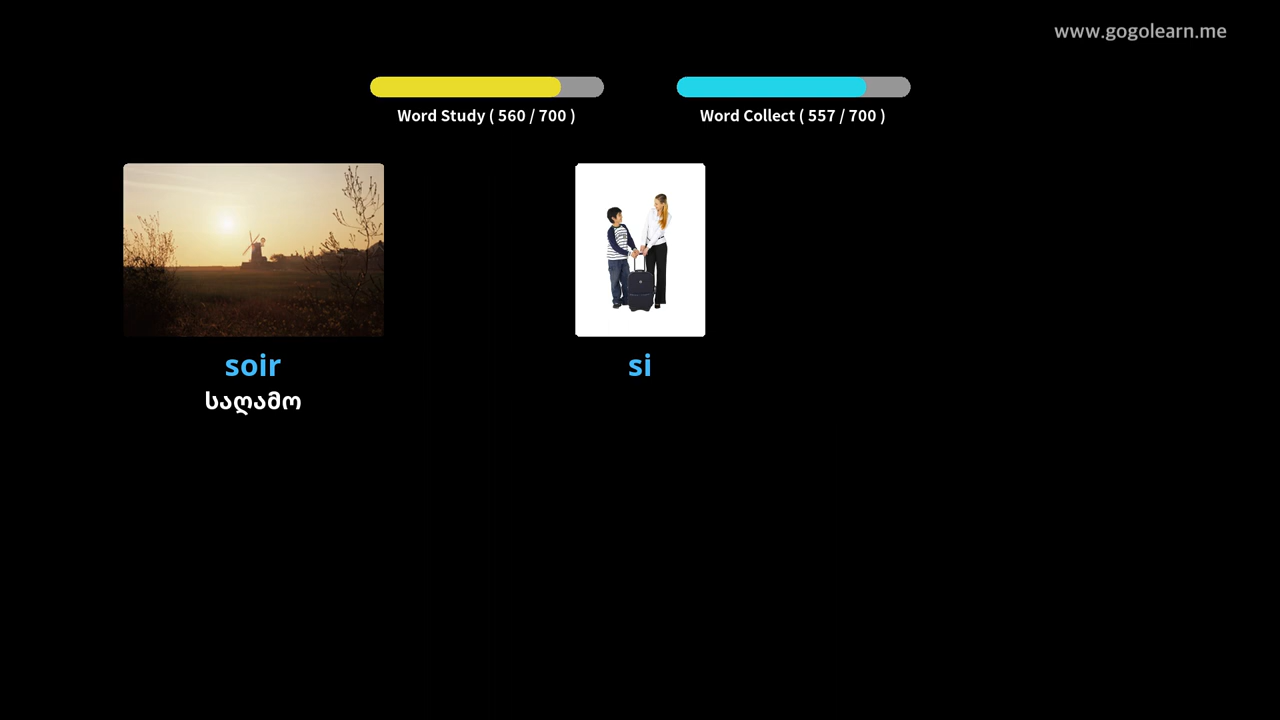 www.gogolearn.me
Word Study ( 560 / 700 )
Word Collect ( 557 / 700 )
soir
საღამო
si